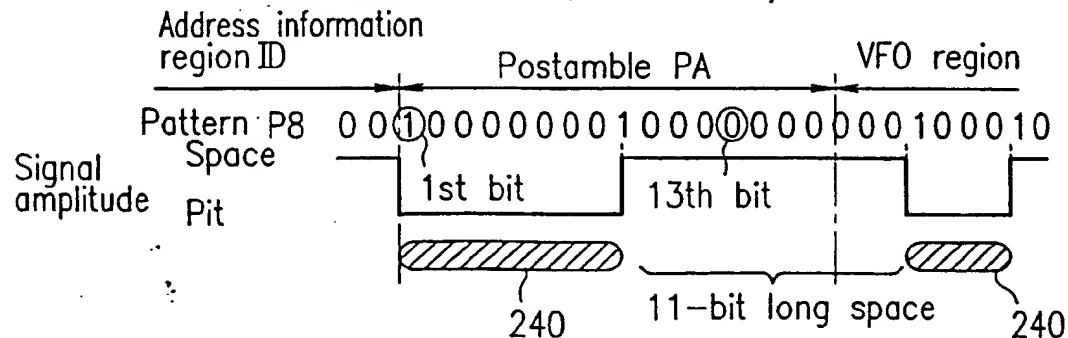 Address information
region ID
Postamble PA
VFO region
Pattern P8 0 0 1 0 0 0 0 0 0 0 1 0 0 0 0 0 0 0 0 0 0 1 0 0 0 1 0
Space
Signal
amplitude
Pit
1st bit
13th bit
11-bit long space
240
240